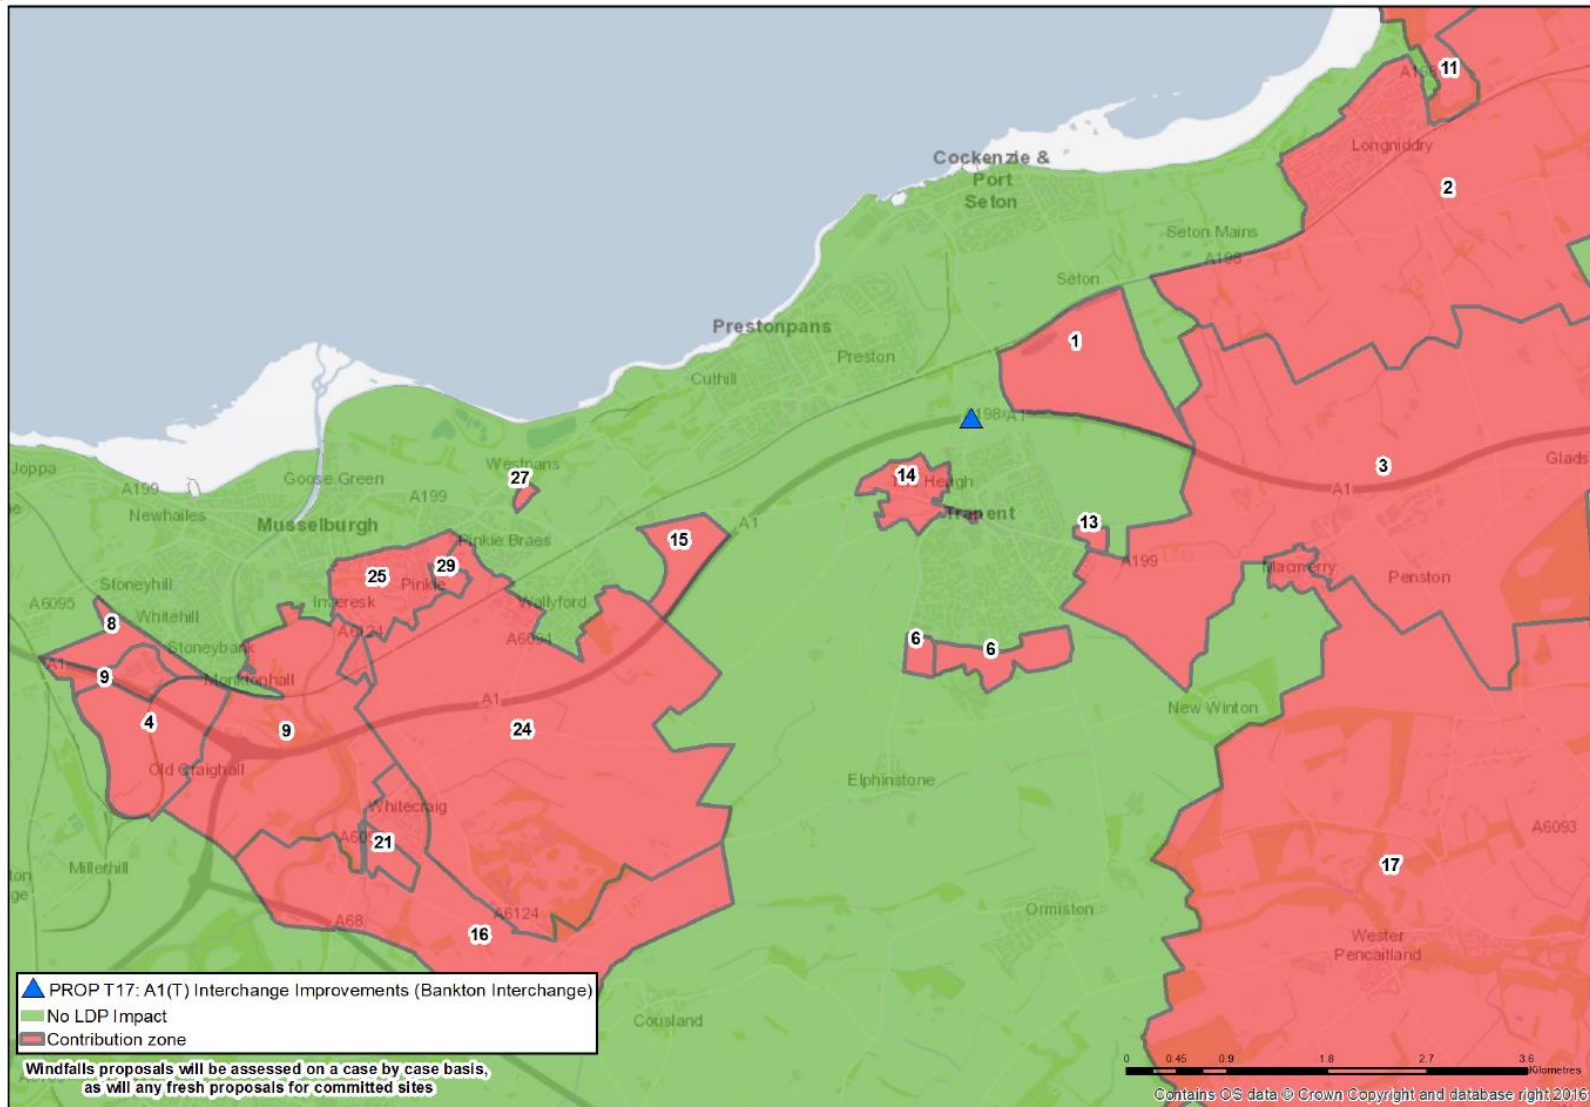 11
A198
Longniddry
2
Cockenzie &
Port
Seton
Seton Mains
A198
Seton
1
Prestonpans
Preston
Cuthill
A198
A1
3
Glads
A1
Westpans
27
14
Tranent
13
A199
Macmerry
Penston
Joppa
A199
Goose Green
Newhailes
A199
Musselburgh
Pinkie Braes
15
A1
25
29
Pinkie
Stoneyhill
Inveresk
Wallyford
A6095
Whitehill
8
A6124
A6094
Stoneybank
6
6
A1
9
Monktonhall
A1
4
9
24
New Winton
Old Craighall
Elphinstone
Whitecraig
21
A6093
Millerhill
17
Ormiston
A68
A6124
16
Wester
Pencaitland
Cousland
PROP T17: A1(T) Interchange Improvements (Bankton Interchange)
No LDP Impact
Contribution zone
Windfalls proposals will be assessed on a case by case basis,
as will any fresh proposals for committed sites
0 0.45 0.9 1.8 2.7 3.6
Kilometres
Contains OS data © Crown Copyright and database right 2016